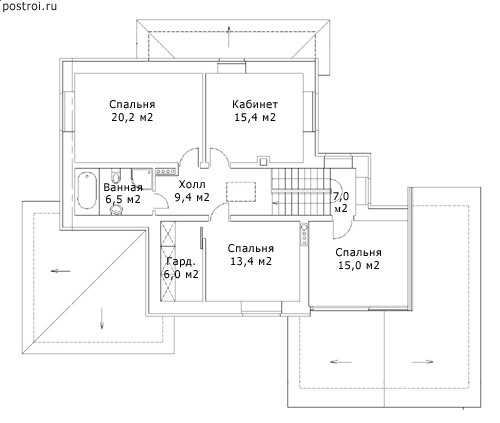 postroi.ru
Спальня
20,2 м2
Кабинет
15,4 м2
Ванная
6,5 м2
Холл
9,4 м2
7,0
м2
Гард.
6,0 м2
Спальня
13,4 м2
Спальня
15,0 м2